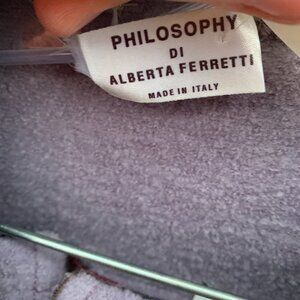 PHILOSOPHY
DI
ALBERTA FERRETTI
MADE IN ITALY